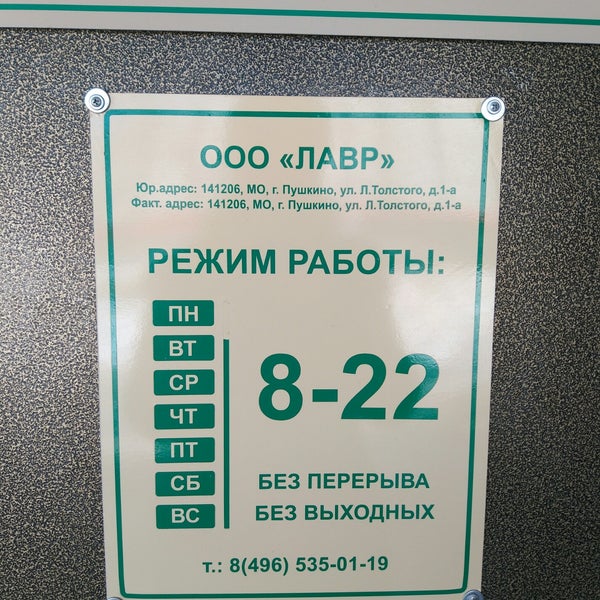 ООО «ЛАВР»
Юр.адрес: 141206, МО, г. Пушкино, ул. Л.Толстого, д.1-а
Факт. адрес: 141206, МО, г. Пушкино, ул. Л.Толстого, д.1-а
РЕЖИМ РАБОТЫ:
ПН
ВТ
СР
ЧТ
ПТ
СБ
ВС
8-22
БЕЗ ПЕРЕРЫВА
БЕЗ ВЫХОДНЫХ
т.: 8(496) 535-01-19